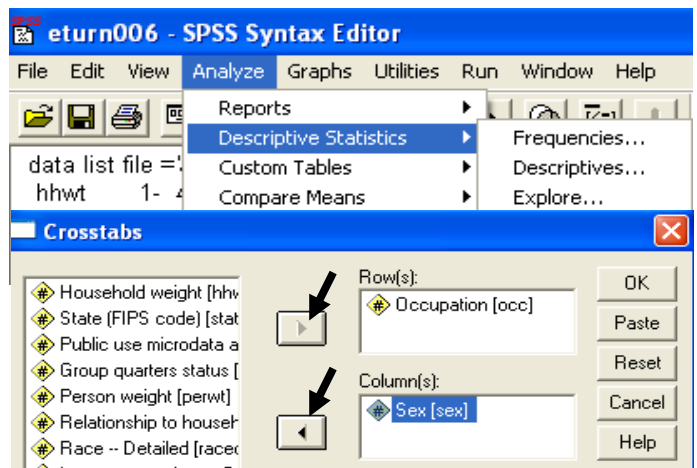 SPSS
eturn006 - SPSS Syntax Editor
File Edit View Analyze Graphs Utilities Run Window Help
Reports
Descriptive Statistics
Custom Tables
Compare Means
Frequencies...
Descriptives...
Explore...
data list file ='
hhwt 1-
Crosstabs
Household weight [hhw
State (FIPS code) [stat
Public use microdata a
Group quarters status [
Person weight [perwt]
Relationship to househ
Race -- Detailed [raced
Row(s):
Occupation [occ]
Column(s):
Sex [sex]
OK
Paste
Reset
Cancel
Help